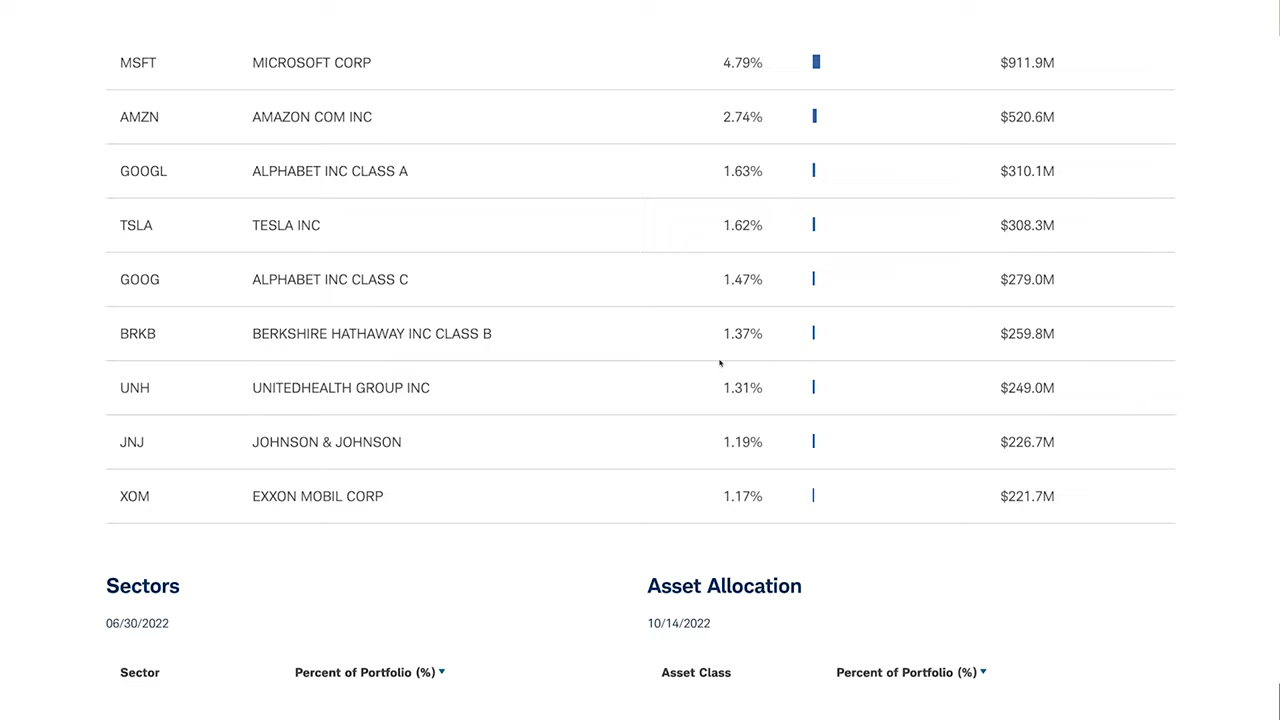 MSFT MICROSOFT CORP 4.79% $911.9M
AMZN AMAZON COM INC 2.74% $520.6M
GOOGL ALPHABET INC CLASS A 1.63% $310.1M
TSLA TESLA INC 1.62% $308.3M
GOOG ALPHABET INC CLASS C 1.47% $279.0M
BRKB BERKSHIRE HATHAWAY INC CLASS B 1.37% $259.8M
UNH UNITEDHEALTH GROUP INC 1.31% $249.0M
JNJ JOHNSON & JOHNSON 1.19% $226.7M
XOM EXXON MOBIL CORP 1.17% $221.7M
Sectors Asset Allocation
06/30/2022 10/14/2022
Sector Percent of Portfolio (%) Asset Class Percent of Portfolio (%)